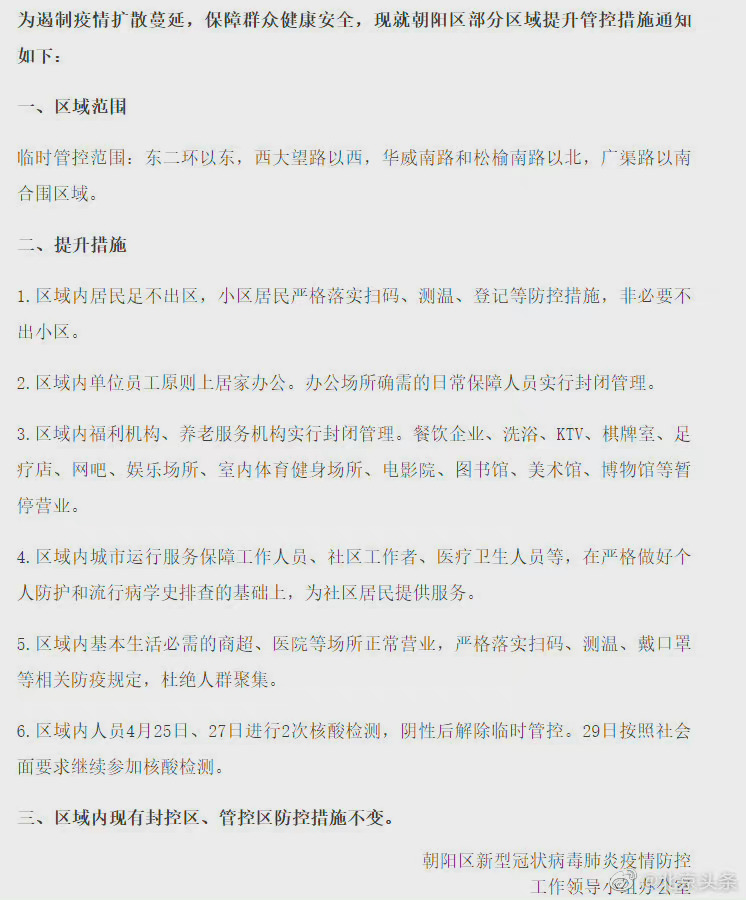 为遏制疫情扩散蔓延，保障群众健康安全，现就朝阳区部分区域提升管控措施通知
如下：
一、区域范围
临时管控范围：东二环以东，西大望路以西，华威南路和松榆南路以北，广渠路以南
合围区域。
二、提升措施
1.区域内居民足不出区，小区居民严格落实扫码、测温、登记等防控措施，非必要不
出小区。
2.区域内单位员工原则上居家办公。办公场所确需的日常保障人员实行封闭管理。
3.区域内福利机构、养老服务机构实行封闭管理。餐饮企业、洗浴、KTV、棋牌室、足
疗店、网吧、娱乐场所、室内体育健身场所、电影院、图书馆、美术馆、博物馆等暂
停营业。
4.区域内城市运行服务保障工作人员、社区工作者、医疗卫生人员等，在严格做好个
人防护和流行病学史排查的基础上，为社区居民提供服务。
5.区域内基本生活必需的商超、医院等场所正常营业，严格落实扫码、测温、戴口罩
等相关防疫规定，杜绝人群聚集。
6.区域内人员4月25日、27日进行2次核酸检测，阴性后解除临时管控。29日按照社会
面要求继续参加核酸检测。
三、区域内现有封控区、管控区防控措施不变。
朝阳区新型冠状病毒肺炎疫情防控
工作领导小组办公室
@北京头条